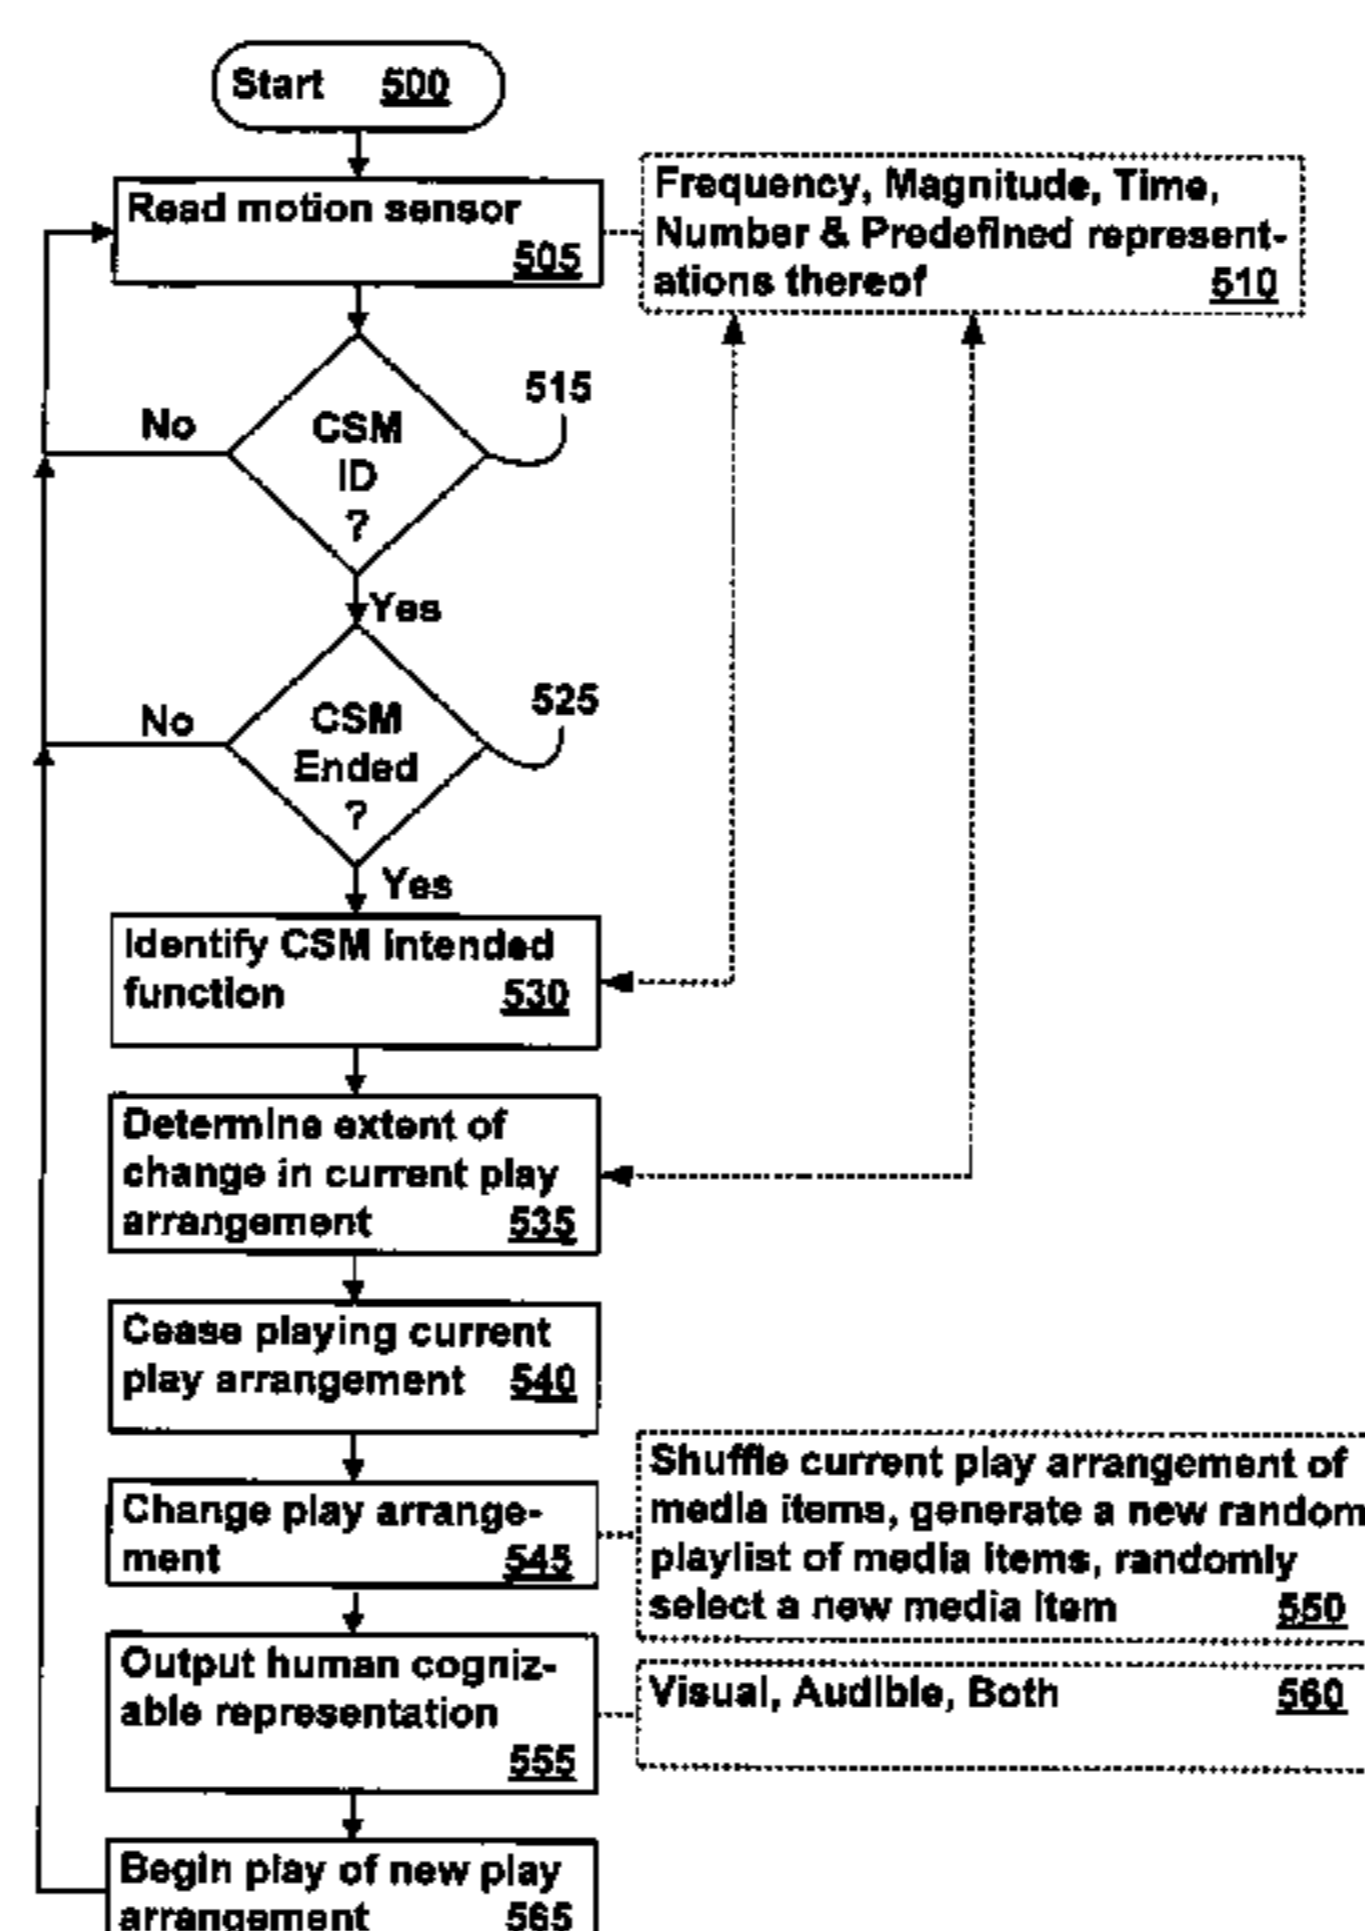 Start 500
Read motion sensor
505
Frequency, Magnitude, Time,
Number & Predefined represent-
ations thereof 510
515
No
CSM
ID
?
Yes
525
No
CSM
Ended
?
Yes
Identify CSM intended
function 530
Determine extent of
change in current play
arrangement 535
Cease playing current
play arrangement 540
Change play arrange-
ment 545
Shuffle current play arrangement of
media items, generate a new random
playlist of media items, randomly
select a new media item 550
Output human cogniz-
able representation
555
Visual, Audible, Both 560
Begin play of new play
arrangement 565